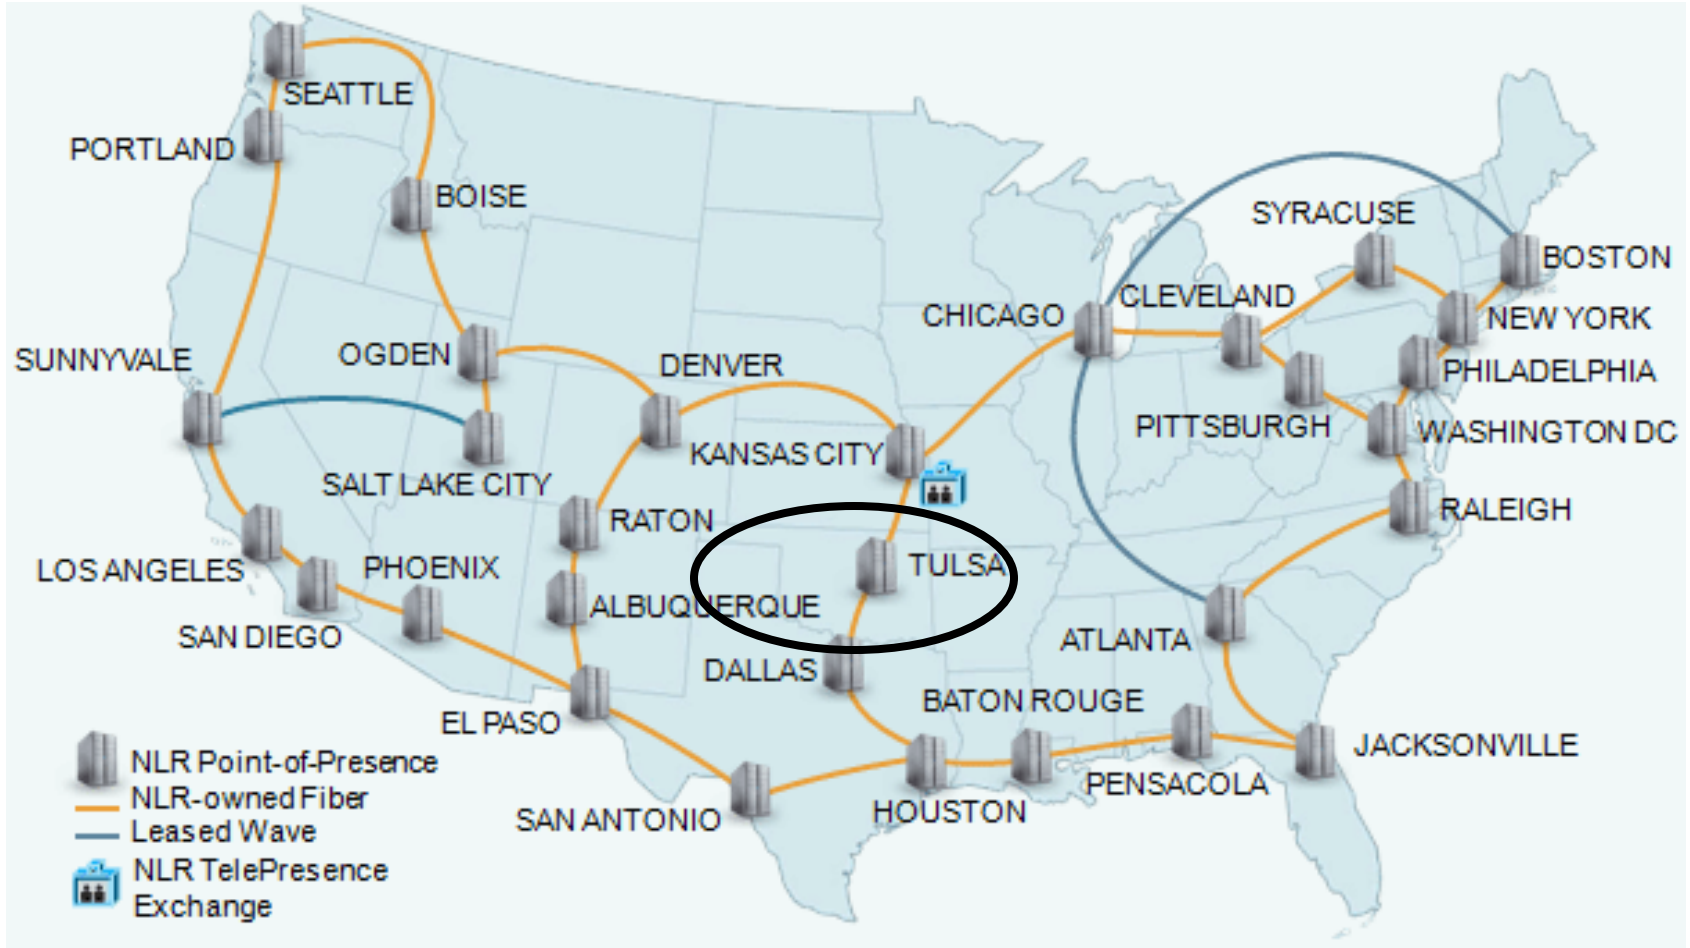 SEATTLE
PORTLAND
BOISE
SYRACUSE
BOSTON
CLEVELAND
CHICAGO
NEW YORK
SUNNYVALE
OGDEN
DENVER
PHILADELPHIA
PITTSBURGH
WASHINGTON DC
KANSAS CITY
SALT LAKE CITY
RATON
RALEIGH
LOS ANGELES
PHOENIX
TULSA
ALBUQUERQUE
SAN DIEGO
ATLANTA
DALLAS
BATON ROUGE
EL PASO
JACKSONVILLE
PENSACOLA
SAN ANTONIO
HOUSTON
NLR Point-of-Presence
NLR-owned Fiber
Leased Wave
NLR TelePresence
Exchange